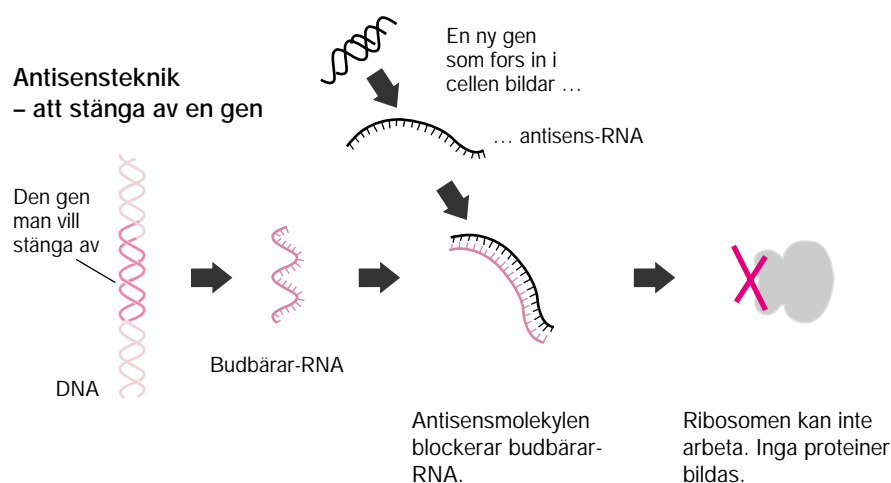 Antisensteknik
– att stänga av en gen
En ny gen
som fors in i
cellen bildar …
… antisens-RNA
Den gen
man vill
stänga av
DNA
Budbärar-RNA
Antisensmolekylen
blockerar budbärar-
RNA.
Ribosomen kan inte
arbeta. Inga proteiner
bildas.